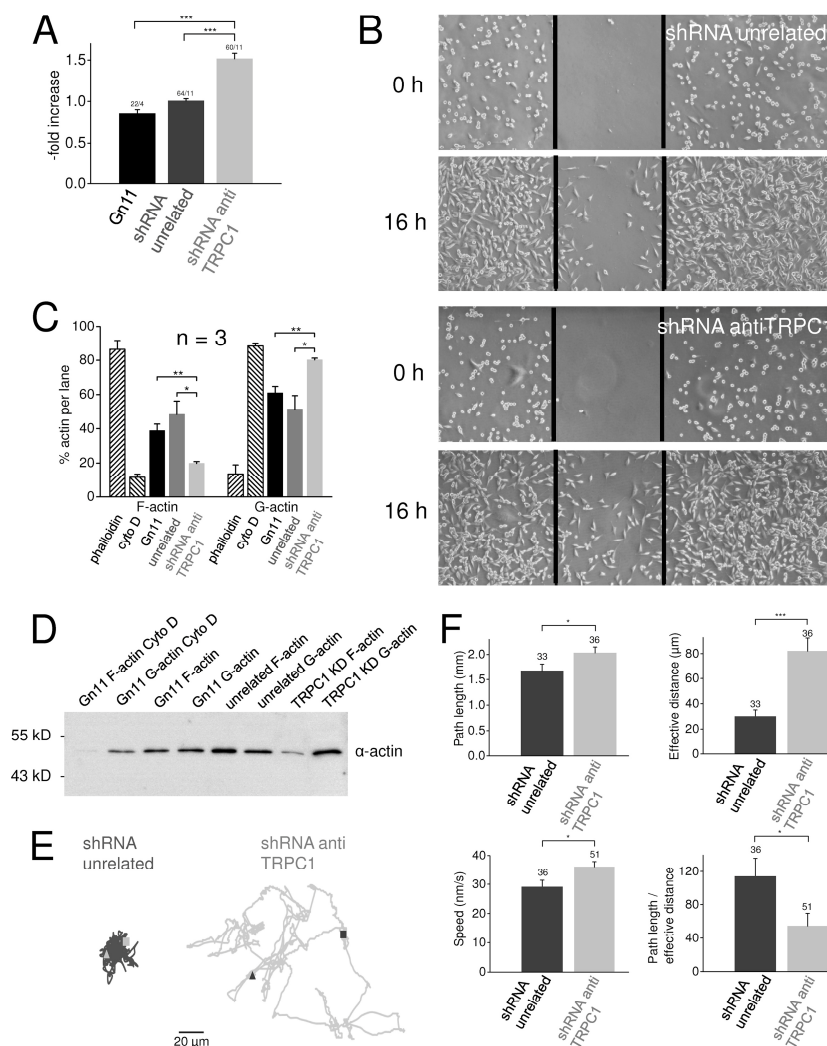 A
***
***
60/11
22/4
64/11
-fold increase
1.5
1.0
0.5
0.0
Gn11
shRNA
unrelated
shRNA anti
TRPC1
B
shRNA unrelated
0 h
16 h
shRNA antiTRPC1
0 h
16 h
C
n = 3
**
*
**
*
% actin per lane
100
80
60
40
20
0
F-actin
G-actin
phalloidin
cyto D
Gn11
unrelated
shRNA anti
TRPC1
phalloidin
cyto D
Gn11
unrelated
shRNA anti
TRPC1
D
Gn11 F-actin Cyto D
Gn11 G-actin Cyto D
Gn11 F-actin
Gn11 G-actin
unrelated F-actin
unrelated G-actin
TRPC1 KD F-actin
TRPC1 KD G-actin
55 kD
43 kD
α-actin
E
shRNA
unrelated
shRNA anti
TRPC1
20 µm
F
*
33
36
Path length (mm)
2.0
1.5
1.0
0.5
0.0
shRNA
unrelated
shRNA anti
TRPC1
***
33
36
Effective distance (µm)
80
60
40
20
0
shRNA
unrelated
shRNA anti
TRPC1
*
36
51
Speed (nm/s)
40
30
20
10
0
shRNA
unrelated
shRNA anti
TRPC1
*
36
51
Path length /
effective distance
120
80
40
0
shRNA
unrelated
shRNA anti
TRPC1